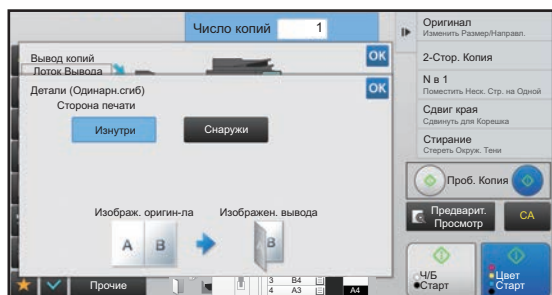 Число копий 1
Вывод копий OK
Лоток Вывода
Детали (Одинарн.сгиб) OK
Сторона печати
Изнутри Снаружи
Изображ. оригин-ла Изображен. вывода
A B B
Прочие
3 B4
4 A3 A4
Оригинал
Изменить Размер/Направл.
2-Стор. Копия
N в 1
Поместить Неск. Стр. на Одной
Сдвиг края
Сдвинуть для Корешка
Стирание
Стереть Окруж. Тени
Проб. Копия
Предварит.
Просмотр
CA
Ч/Б
Старт
Цвет
Старт